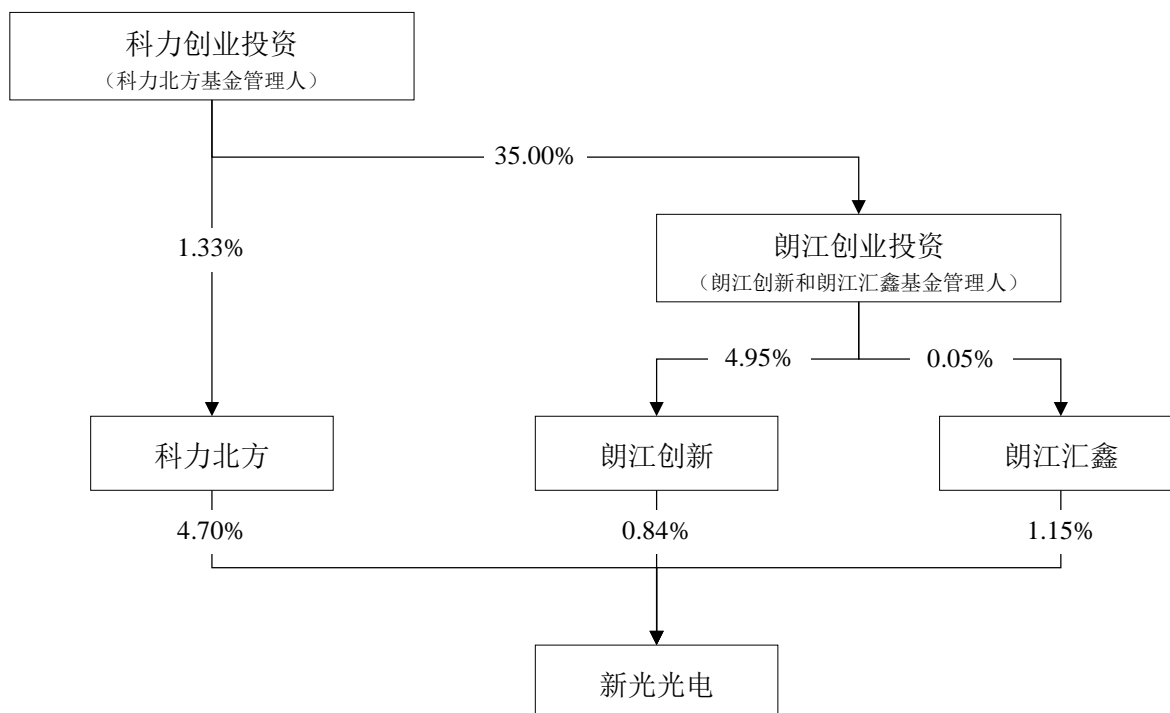 科力创业投资
（科力北方基金管理人）
35.00%
1.33%
朗江创业投资
（朗江创新和朗江汇鑫基金管理人）
4.95%
0.05%
科力北方
朗江创新
朗江汇鑫
4.70%
0.84%
1.15%
新光光电